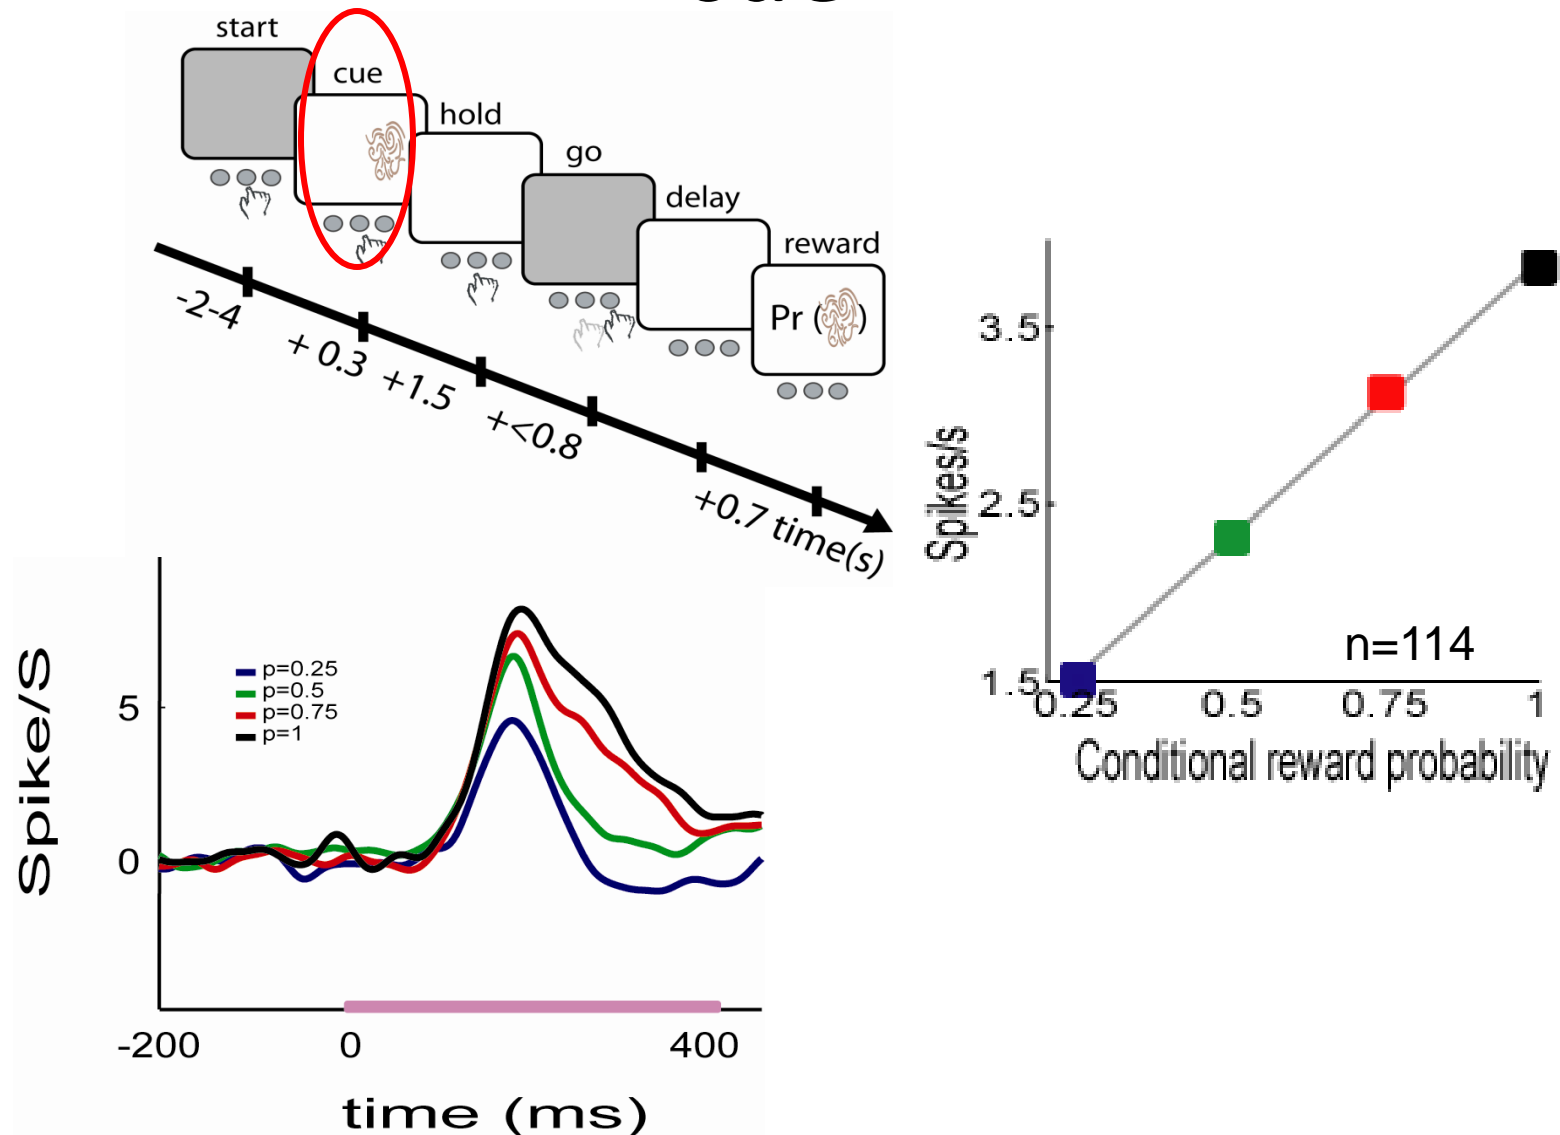 start
cue
hold
go
delay
reward
Pr ( )
-2-4
+ 0.3
+1.5
+<0.8
+0.7 time(s)
3.5
2.5
1.5
Spikes/s
n=114
0.25 0.5 0.75 1
Conditional reward probability
Spike/S
5
0
p=0.25
p=0.5
p=0.75
p=1
-200 0 400
time (ms)